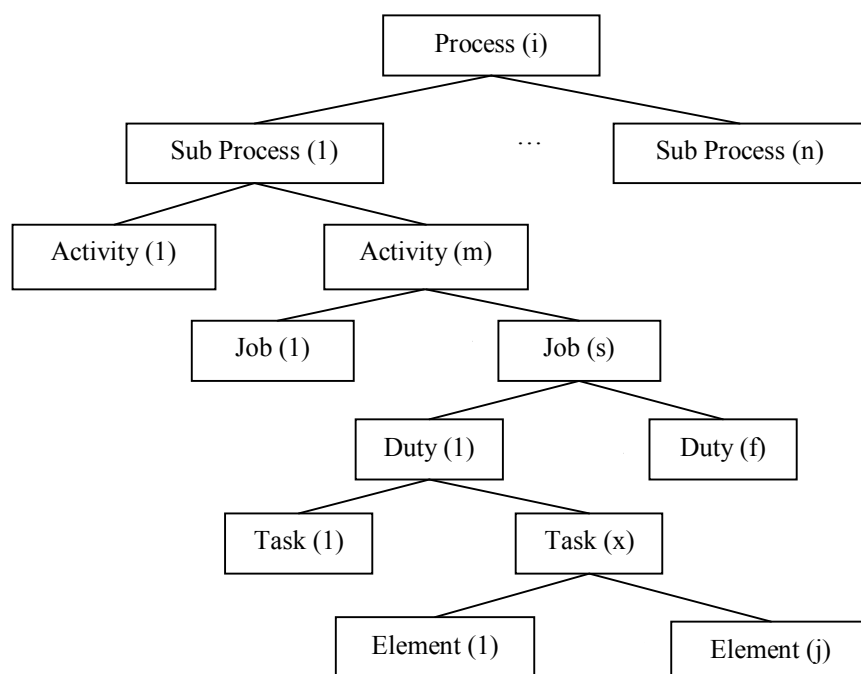 Process (i)
Sub Process (1)
...
Sub Process (n)
Activity (1)
Activity (m)
Job (1)
Job (s)
Duty (1)
Duty (f)
Task (1)
Task (x)
Element (1)
Element (j)